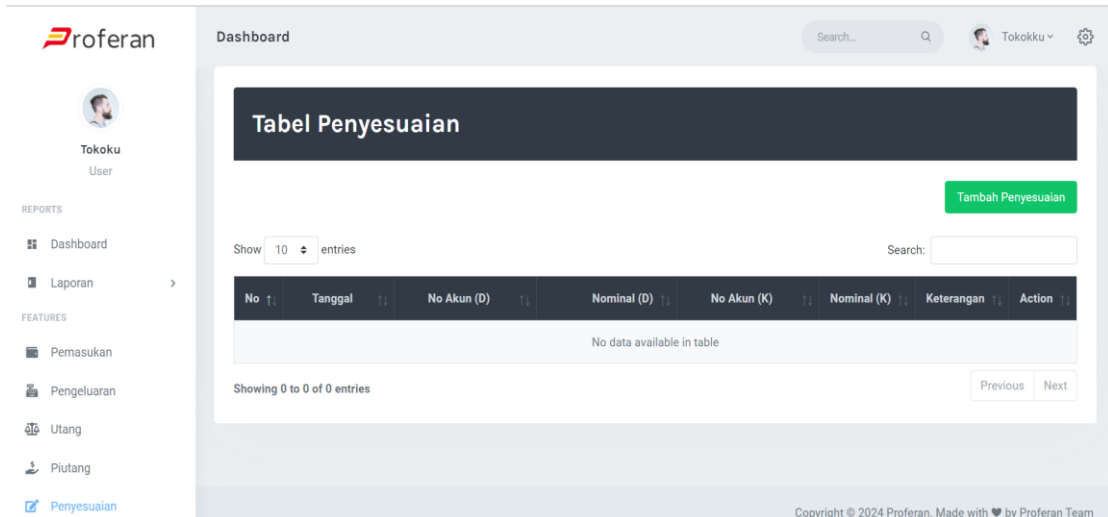 Proferan
Dashboard
Search...
Tokokku
Tokoku
User
REPORTS
Dashboard
Laporan
FEATURES
Pemasukan
Pengeluaran
Utang
Piutang
Penyesuaian
Tabel Penyesuaian
Tambah Penyesuaian
Show 10 entries
Search:
No Tanggal No Akun (D) Nominal (D) No Akun (K) Nominal (K) Keterangan Action
No data available in table
Showing 0 to 0 of 0 entries
Previous Next
Copyright © 2024 Proferan. Made with ♥ by Proferan Team